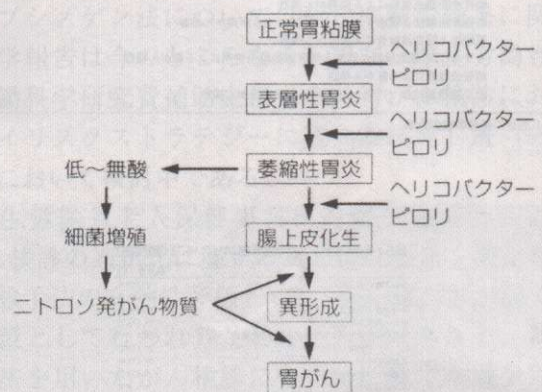 正常胃粘膜
ヘリコバクター
ピロリ
表層性胃炎
ヘリコバクター
ピロリ
低〜無酸
萎縮性胃炎
ヘリコバクター
ピロリ
細菌増殖
腸上皮化生
ニトロソ発がん物質
異形成
胃がん